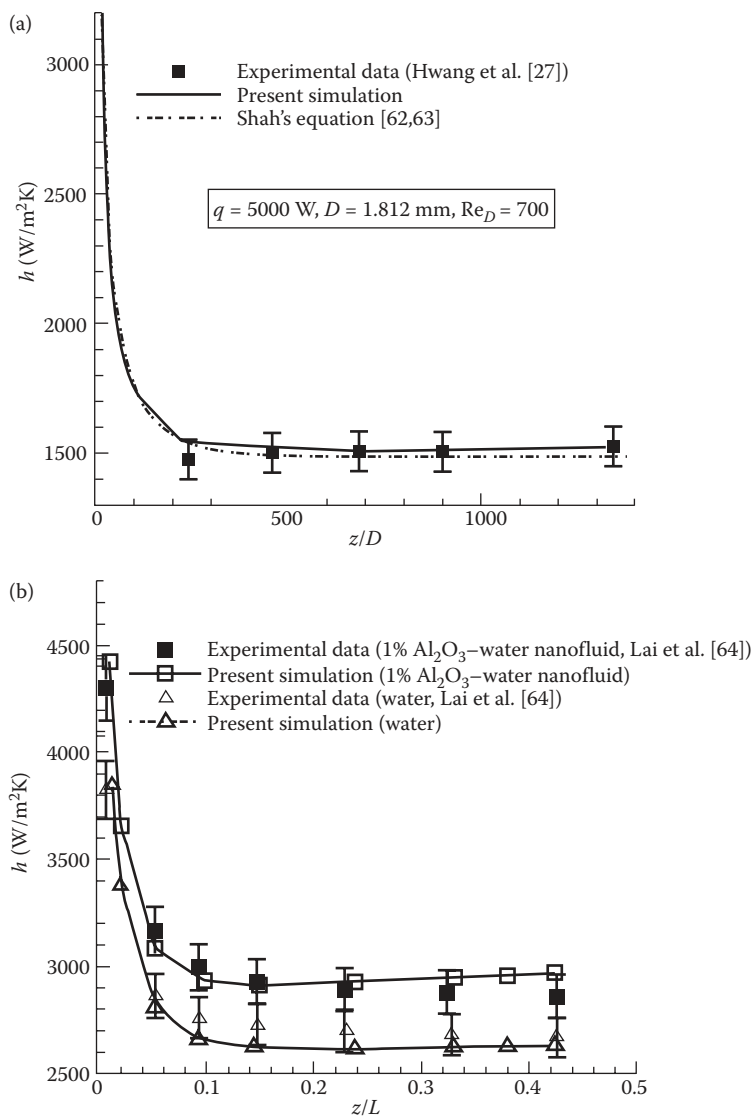 (a)
3000
2500
2000
1500
h (W/m²K)
Experimental data (Hwang et al. [27])
Present simulation
Shah's equation [62,63]
q = 5000 W, D = 1.812 mm, Re_D = 700
0
500
1000
z/D
(b)
4500
4000
3500
3000
2500
h (W/m²K)
Experimental data (1% Al₂O₃–water nanofluid, Lai et al. [64])
Present simulation (1% Al₂O₃–water nanofluid)
Experimental data (water, Lai et al. [64])
Present simulation (water)
0
0.1
0.2
0.3
0.4
0.5
z/L